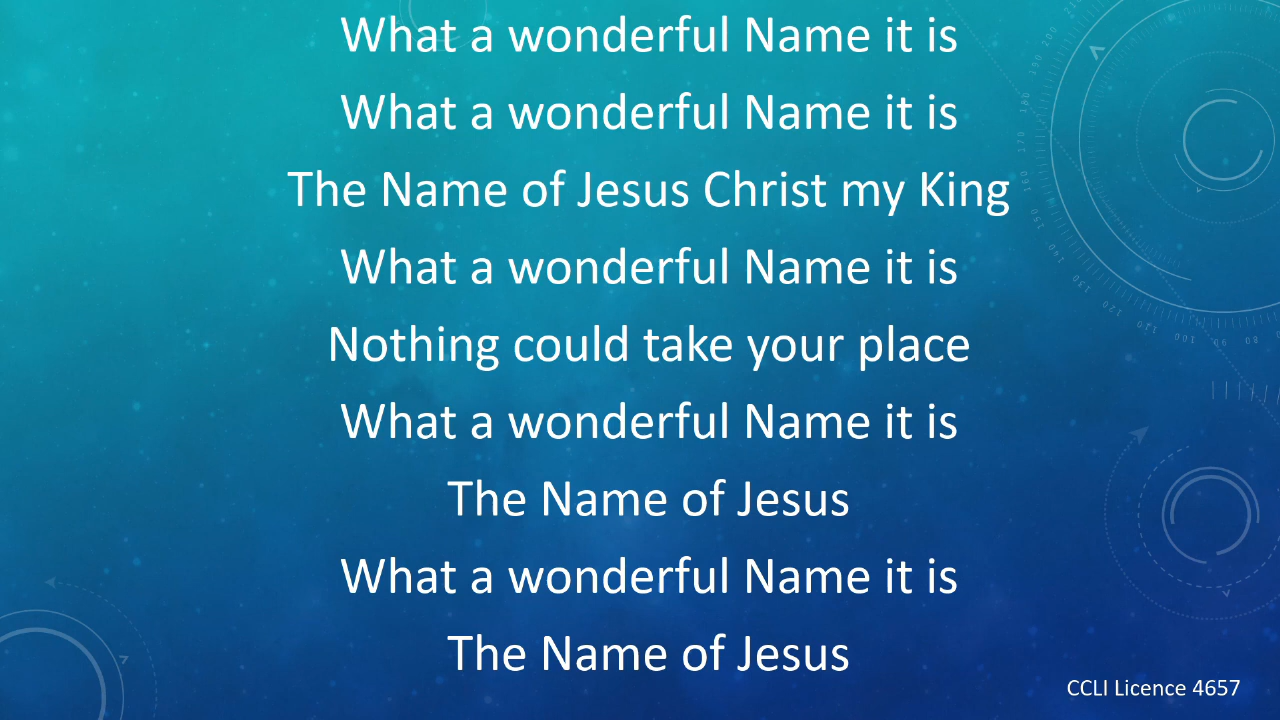 What a wonderful Name it is
What a wonderful Name it is
The Name of Jesus Christ my King
What a wonderful Name it is
Nothing could take your place
What a wonderful Name it is
The Name of Jesus
What a wonderful Name it is
The Name of Jesus
CCLI Licence 4657